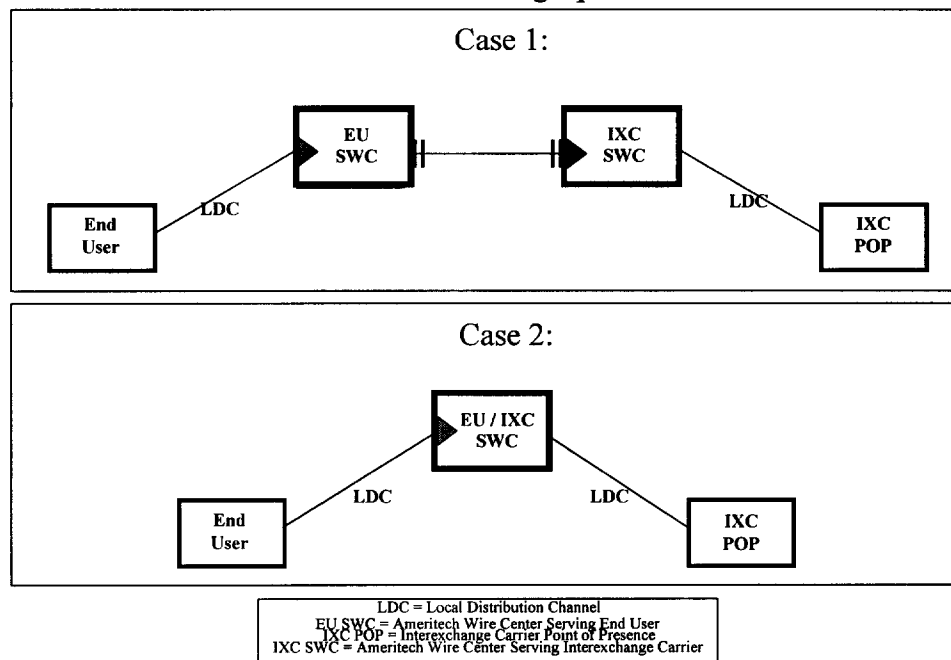 Case 1:
EU
SWC
IXC
SWC
LDC
LDC
End
User
IXC
POP
Case 2:
EU / IXC
SWC
LDC
LDC
End
User
IXC
POP
LDC = Local Distribution Channel
EU SWC = Ameritech Wire Center Serving End User
IXC POP = Interexchange Carrier Point of Presence
IXC SWC = Ameritech Wire Center Serving Interexchange Carrier